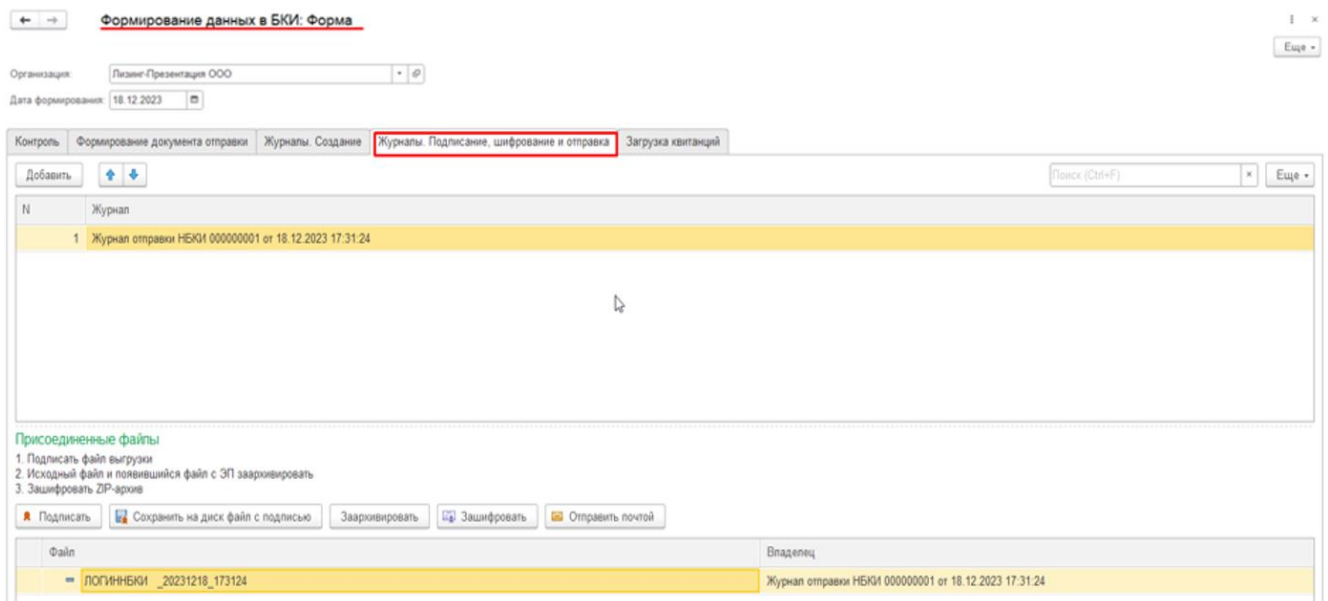 Формирование данных в БКИ: Форма
Еще
Организация: Лизинг-Презентация ООО
Дата формирования: 18.12.2023
Контроль Формирование документа отправки Журналы. Создание Журналы. Подписание, шифрование и отправка Загрузка квитанций
Добавить Поиск (Ctrl+F) × Еще
N Журнал
1 Журнал отправки НБКИ 000000001 от 18.12.2023 17:31:24
Присоединенные файлы
1. Подписать файл выгрузки
2. Исходный файл и появившийся файл с ЭП заархивировать
3. Зашифровать ZIP-архив
Подписать Сохранить на диск файл с подписью Заархивировать Зашифровать Отправить почтой
Файл Владелец
ЛОГИННБКИ _20231218_173124 Журнал отправки НБКИ 000000001 от 18.12.2023 17:31:24